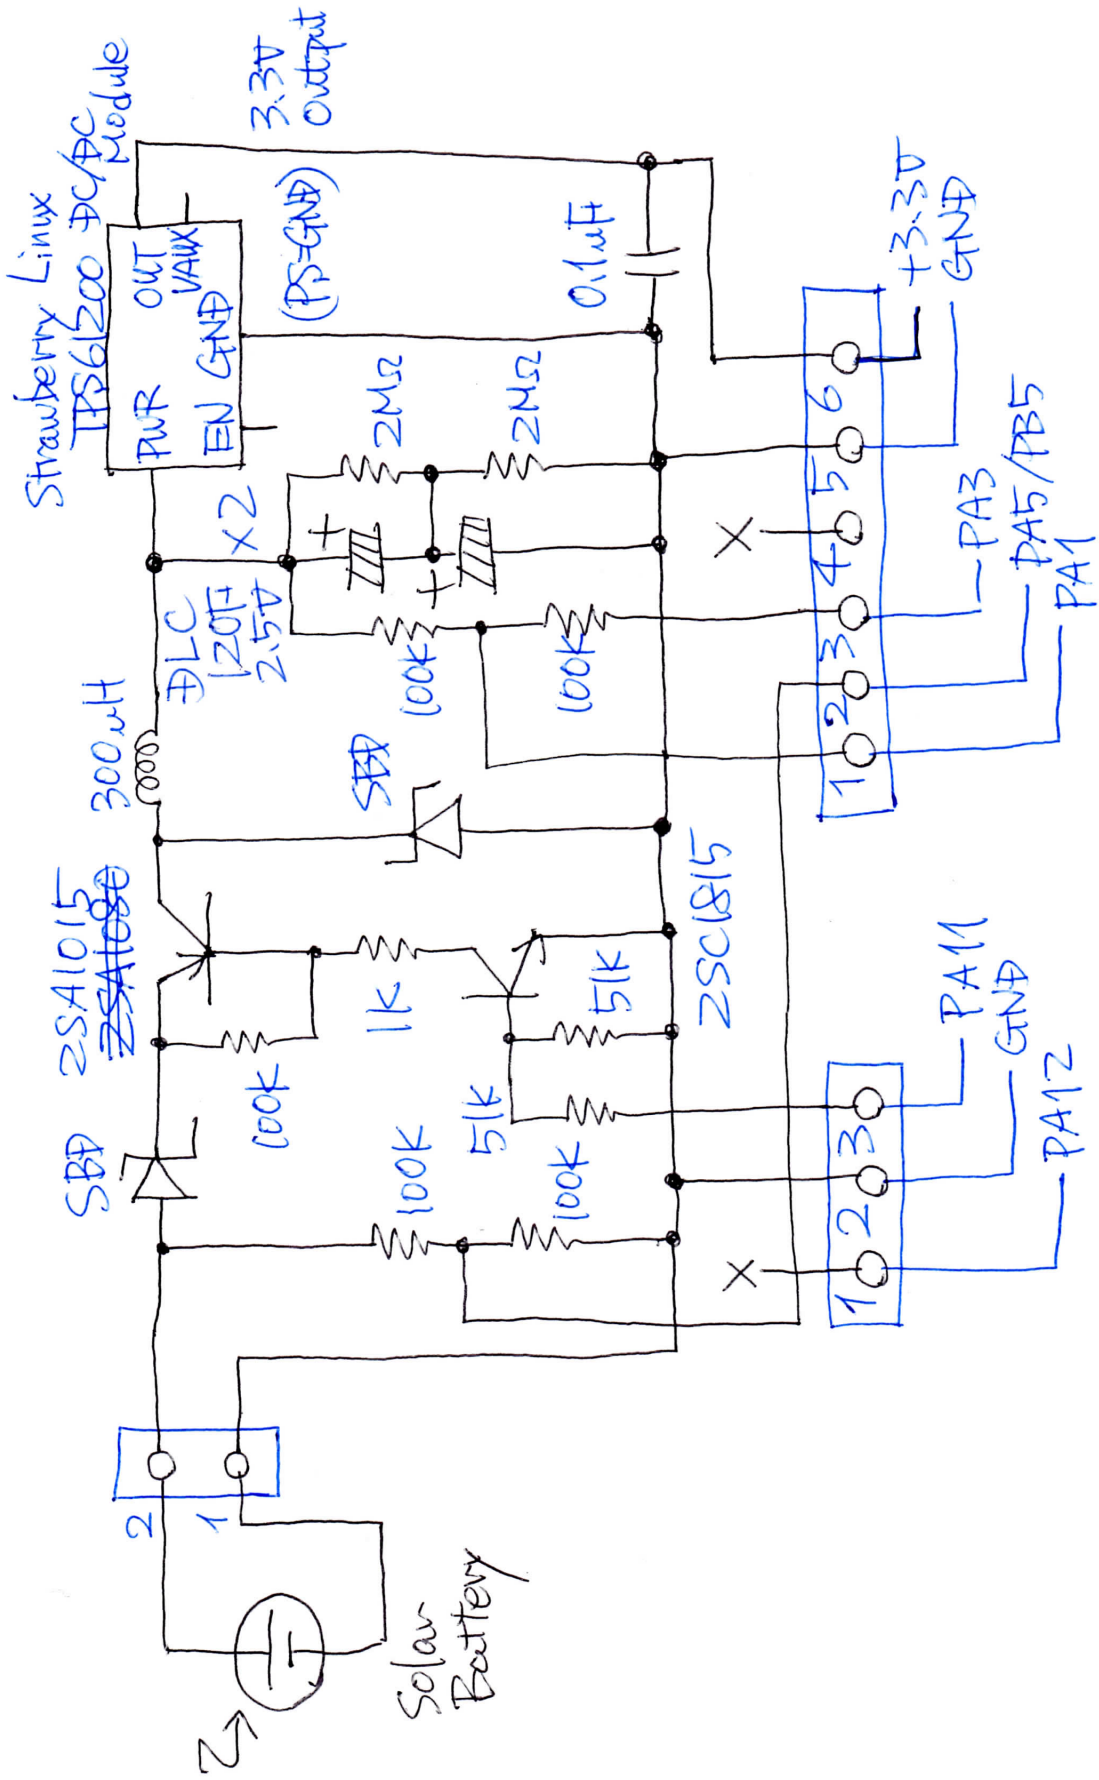 Strawberry Linux
TPS61200 DC/DC
Module
3.3V
Output
PWR OUT
VAUX
EN GND
(PS=GND)
Solar
Battery
2
1
SBD
2SA1015
2SA1080
300uH
DLC
120F
2.5V
X2
+
+
2MΩ
2MΩ
0.1uF
100K
100K
SBD
100K
1K
51K
51K
100K
100K
2SC1815
1 2 3
X
PA11
GND
PA12
1 2 3 4 5 6
X
+3.3V
GND
PA3
PA5/PB5
PA1